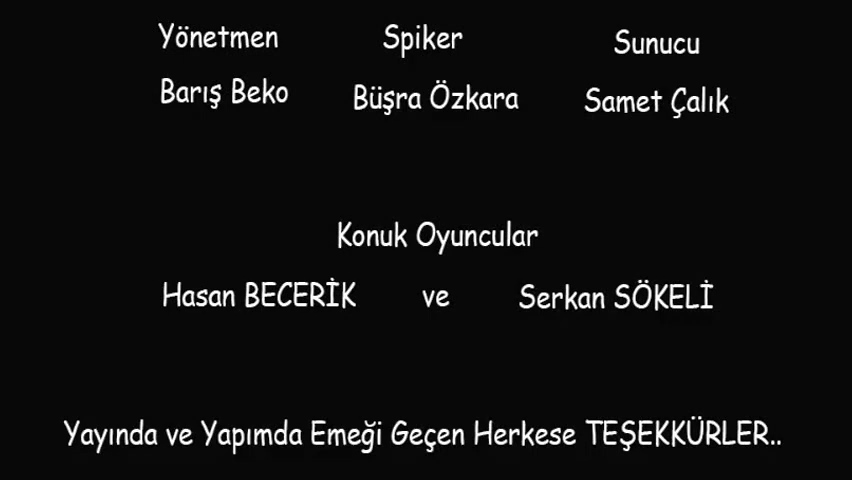 Yönetmen Spiker Sunucu
Barış Beko Büşra Özkara Samet Çalık
Konuk Oyuncular
Hasan BECERİK ve Serkan SÖKELİ
Yayında ve Yapımda Emeği Geçen Herkese TEŞEKKÜRLER..